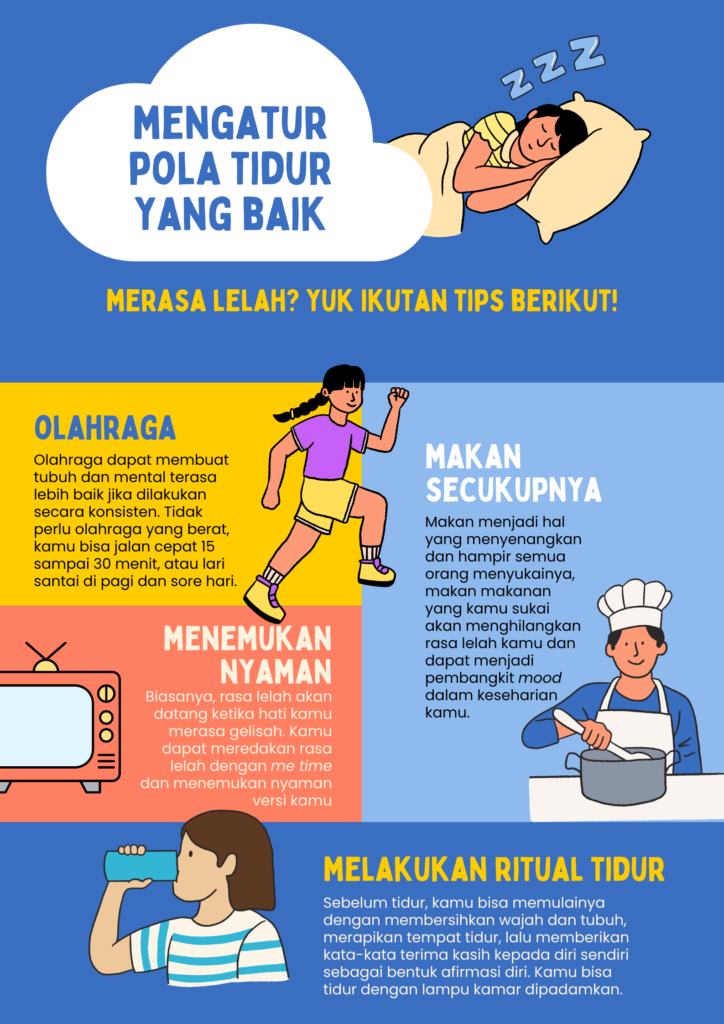 MENGATUR
POLA TIDUR
YANG BAIK
MERASA LELAH? YUK IKUTAN TIPS BERIKUT!
OLAHRAGA
Olahraga dapat membuat
tubuh dan mental terasa
lebih baik jika dilakukan
secara konsisten. Tidak
perlu olahraga yang berat,
kamu bisa jalan cepat 15
sampai 30 menit, atau lari
santai di pagi dan sore hari.
MAKAN
SECUKUPNYA
Makan menjadi hal
yang menyenangkan
dan hampir semua
orang menyukainya,
makan makanan
yang kamu sukai
akan menghilangkan
rasa lelah kamu dan
dapat menjadi
pembangkit mood
dalam keseharian
kamu.
MENEMUKAN
NYAMAN
Biasanya, rasa lelah akan
datang ketika hati kamu
merasa gelisah. Kamu
dapat meredakan rasa
lelah dengan me time
dan menemukan nyaman
versi kamu
MELAKUKAN RITUAL TIDUR
Sebelum tidur, kamu bisa memulainya
dengan membersihkan wajah dan tubuh,
merapikan tempat tidur, lalu memberikan
kata-kata terima kasih kepada diri sendiri
sebagai bentuk afirmasi diri. Kamu bisa
tidur dengan lampu kamar dipadamkan.